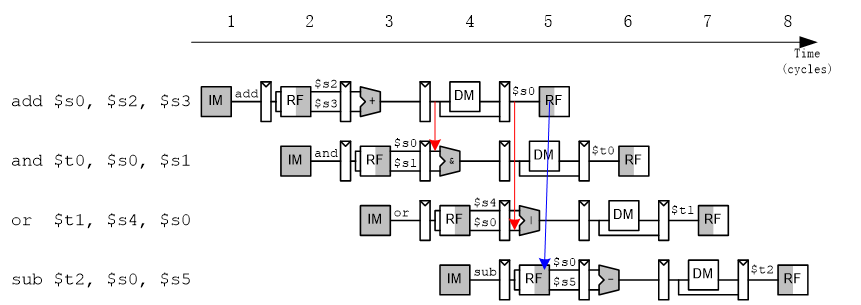 1 2 3 4 5 6 7 8
Time
(cycles)
add $s0, $s2, $s3 IM add RF $s2 $s3 + DM $s0 RF
and $t0, $s0, $s1 IM and RF $s0 $s1 & DM $t0 RF
or $t1, $s4, $s0 IM or RF $s4 $s0 | DM $t1 RF
sub $t2, $s0, $s5 IM sub RF $s0 $s5 - DM $t2 RF